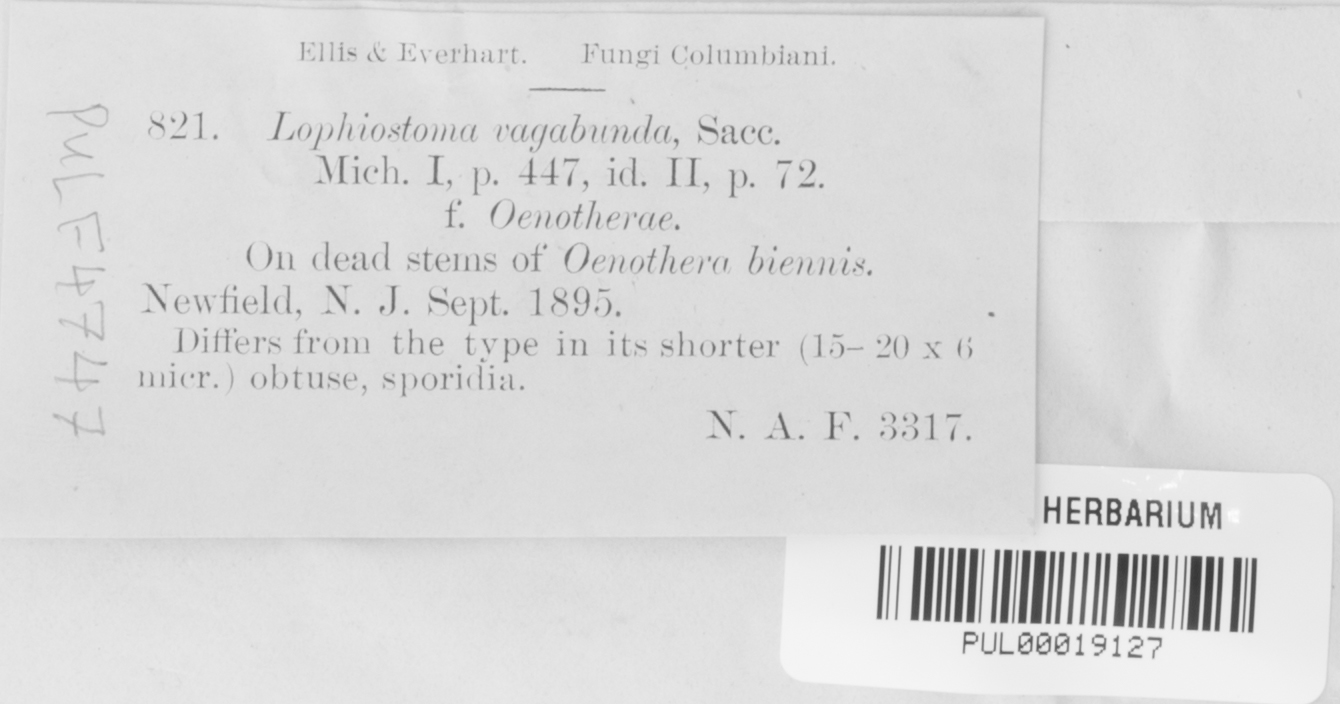 Ellis & Everhart. Fungi Columbiani.
821. Lophiostoma vagabunda, Sacc.
Mich. I, p. 447, id. II, p. 72.
f. Oenotherae.
On dead stems of Oenothera biennis.
Newfield, N. J. Sept. 1895.
Differs from the type in its shorter (15– 20 x 6
micr.) obtuse, sporidia.
N. A. F. 3317.
PUL F4747
HERBARIUM
PUL00019127